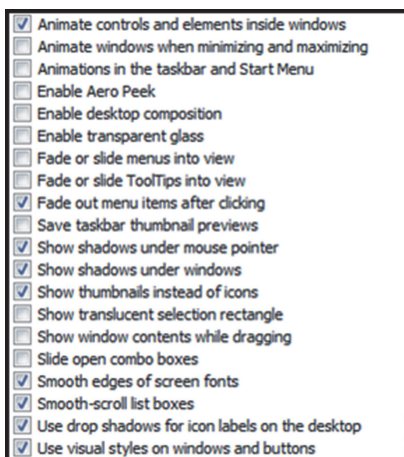 Animate controls and elements inside windows
Animate windows when minimizing and maximizing
Animations in the taskbar and Start Menu
Enable Aero Peek
Enable desktop composition
Enable transparent glass
Fade or slide menus into view
Fade or slide ToolTips into view
Fade out menu items after clicking
Save taskbar thumbnail previews
Show shadows under mouse pointer
Show shadows under windows
Show thumbnails instead of icons
Show translucent selection rectangle
Show window contents while dragging
Slide open combo boxes
Smooth edges of screen fonts
Smooth-scroll list boxes
Use drop shadows for icon labels on the desktop
Use visual styles on windows and buttons